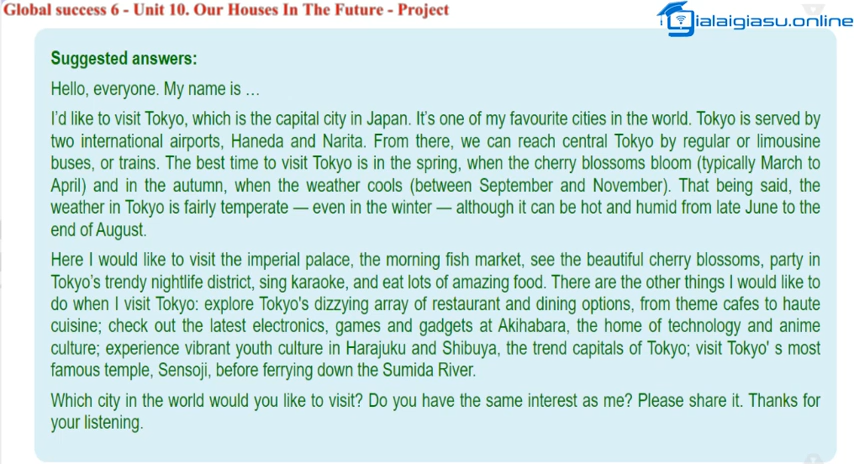 Global success 6 - Unit 10. Our Houses In The Future - Project
ialaigiasu.online
Suggested answers:
Hello, everyone. My name is …
I'd like to visit Tokyo, which is the capital city in Japan. It's one of my favourite cities in the world. Tokyo is served by
two international airports, Haneda and Narita. From there, we can reach central Tokyo by regular or limousine
buses, or trains. The best time to visit Tokyo is in the spring, when the cherry blossoms bloom (typically March to
April) and in the autumn, when the weather cools (between September and November). That being said, the
weather in Tokyo is fairly temperate — even in the winter — although it can be hot and humid from late June to the
end of August.
Here I would like to visit the imperial palace, the morning fish market, see the beautiful cherry blossoms, party in
Tokyo's trendy nightlife district, sing karaoke, and eat lots of amazing food. There are the other things I would like to
do when I visit Tokyo: explore Tokyo's dizzying array of restaurant and dining options, from theme cafes to haute
cuisine; check out the latest electronics, games and gadgets at Akihabara, the home of technology and anime
culture; experience vibrant youth culture in Harajuku and Shibuya, the trend capitals of Tokyo; visit Tokyo' s most
famous temple, Sensoji, before ferrying down the Sumida River.
Which city in the world would you like to visit? Do you have the same interest as me? Please share it. Thanks for
your listening.